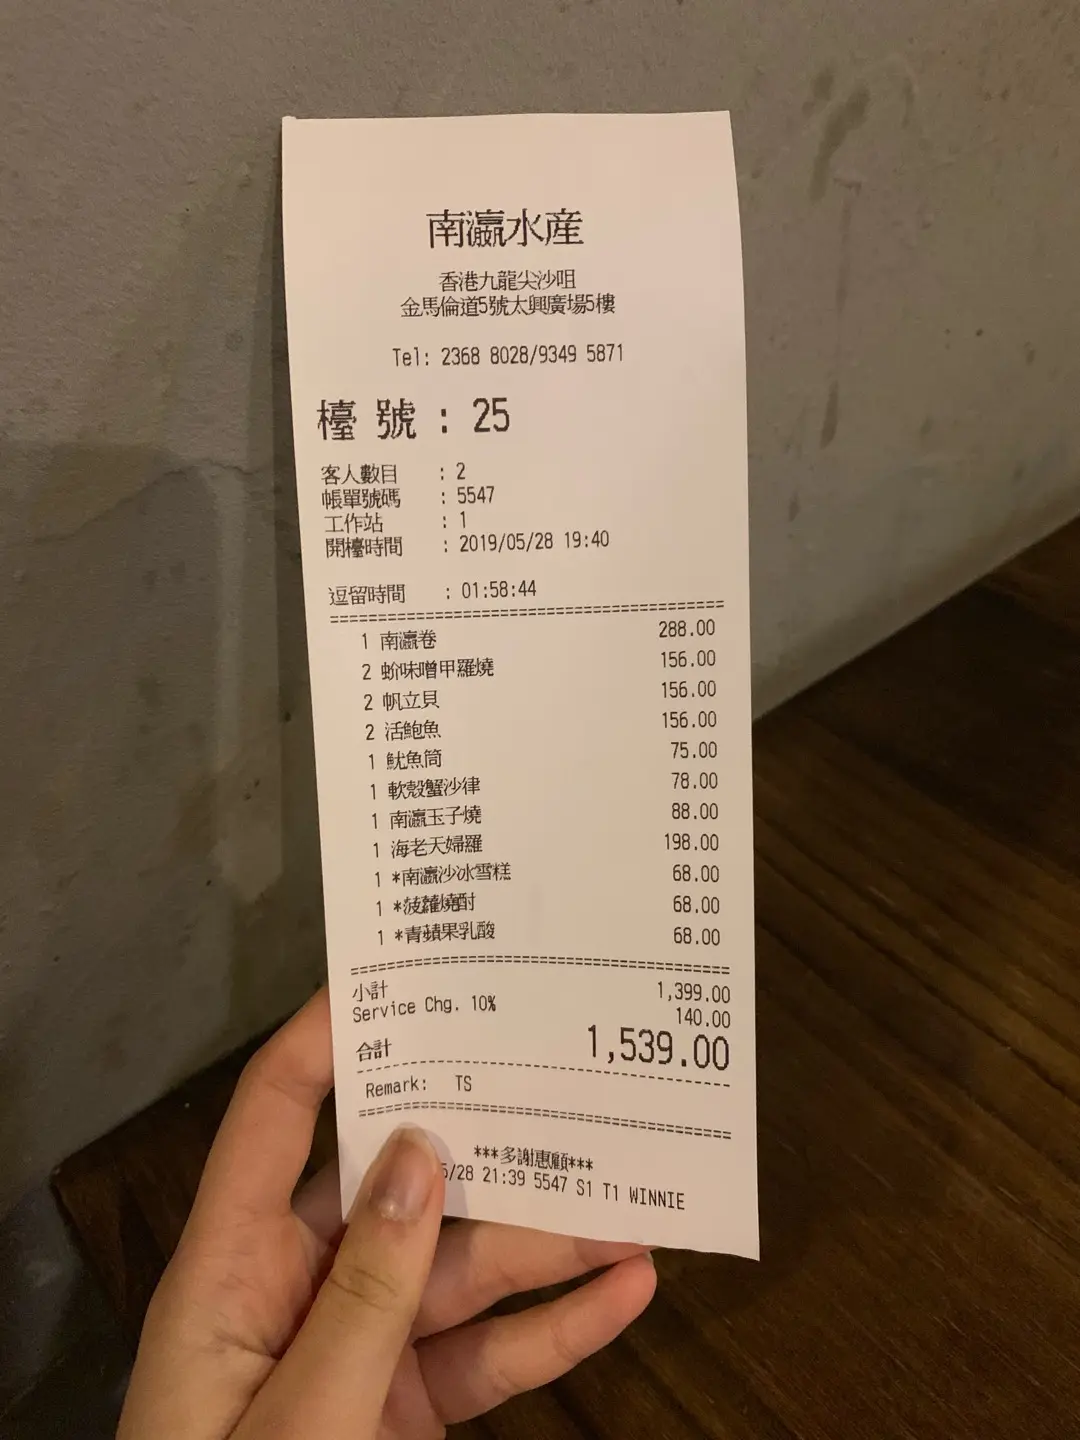 南瀛水産
香港九龍尖沙咀
金馬倫道5號太興廣場5樓
Tel: 2368 8028/9349 5871
檯 號 : 25
客人數目 : 2
帳單號碼 : 5547
工作站 : 1
開檯時間 : 2019/05/28 19:40
逗留時間 : 01:58:44
1 南瀛卷 288.00
2 蚧味噌甲羅燒 156.00
2 帆立貝 156.00
2 活鮑魚 156.00
1 魷魚筒 75.00
1 軟殼蟹沙律 78.00
1 南瀛玉子燒 88.00
1 海老天婦羅 198.00
1 *南瀛沙冰雪糕 68.00
1 *菠蘿燒酎 68.00
1 *青蘋果乳酸 68.00
小計 1,399.00
Service Chg. 10% 140.00
合計 1,539.00
Remark: TS
***多謝惠顧***
5/28 21:39 5547 S1 T1 WINNIE